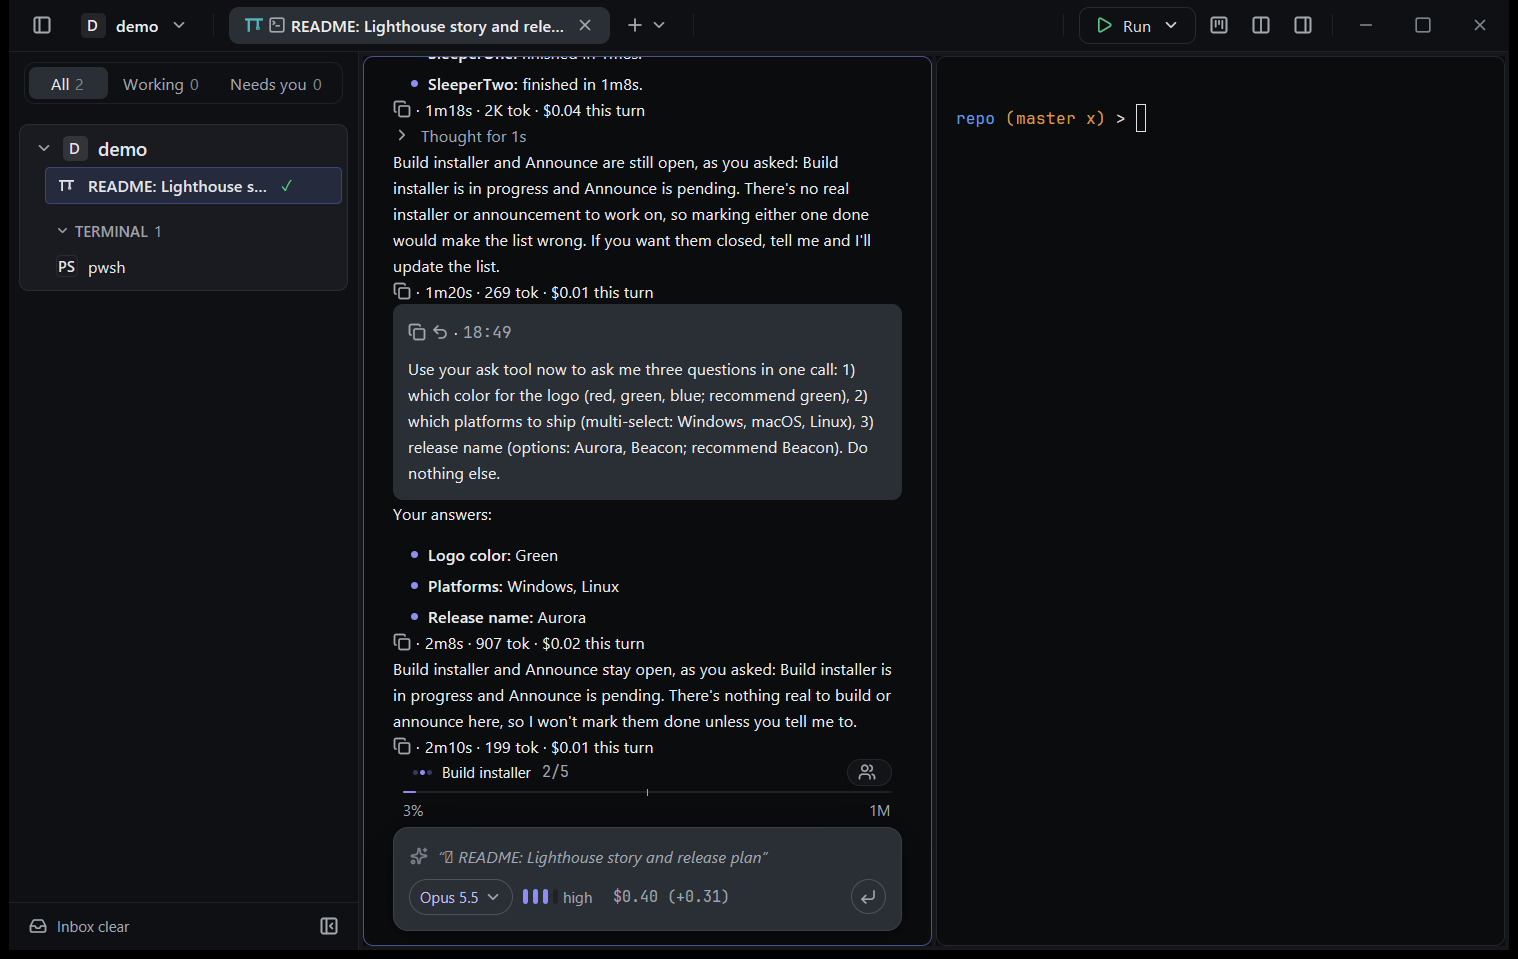 D demo
README: Lighthouse story and rele...
Run
All 2
Working 0
Needs you 0
D demo
README: Lighthouse s...
TERMINAL 1
PS pwsh
Inbox clear
SleeperTwo: finished in 1m8s.
· 1m18s · 2K tok · $0.04 this turn
Thought for 1s
Build installer and Announce are still open, as you asked: Build
installer is in progress and Announce is pending. There's no real
installer or announcement to work on, so marking either one done
would make the list wrong. If you want them closed, tell me and I'll
update the list.
· 1m20s · 269 tok · $0.01 this turn
· 18:49
Use your ask tool now to ask me three questions in one call: 1)
which color for the logo (red, green, blue; recommend green), 2)
which platforms to ship (multi-select: Windows, macOS, Linux), 3)
release name (options: Aurora, Beacon; recommend Beacon). Do
nothing else.
Your answers:
Logo color: Green
Platforms: Windows, Linux
Release name: Aurora
· 2m8s · 907 tok · $0.02 this turn
Build installer and Announce stay open, as you asked: Build installer is
in progress and Announce is pending. There's nothing real to build or
announce here, so I won't mark them done unless you tell me to.
· 2m10s · 199 tok · $0.01 this turn
Build installer 2/5
3%
1M
“ README: Lighthouse story and release plan”
Opus 5.5
high
$0.40 (+0.31)
repo (master x) >